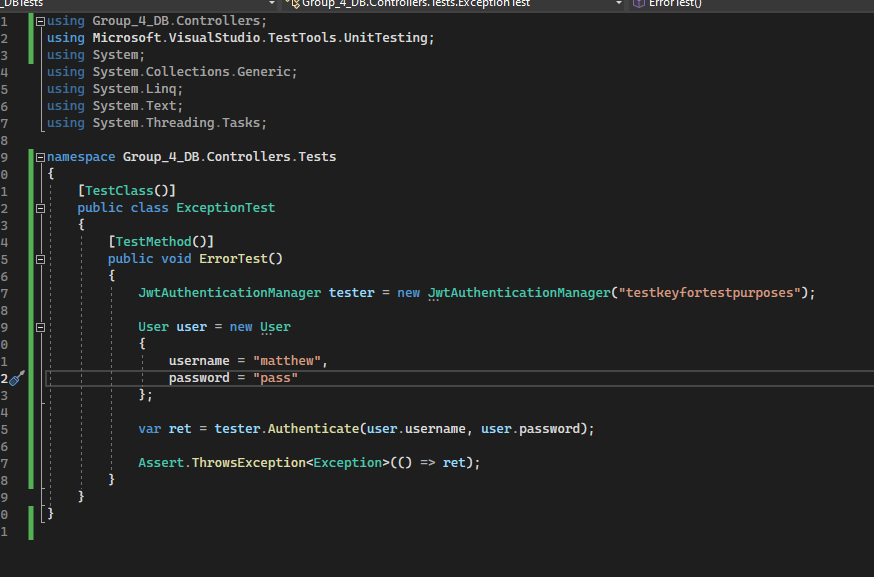 _DBTests Group_4_DB.Controllers.Tests.ExceptionTest ErrorTest()
1 using Group_4_DB.Controllers;
2 using Microsoft.VisualStudio.TestTools.UnitTesting;
3 using System;
4 using System.Collections.Generic;
5 using System.Linq;
6 using System.Text;
7 using System.Threading.Tasks;
8
9 namespace Group_4_DB.Controllers.Tests
0 {
1 [TestClass()]
2 public class ExceptionTest
3 {
4 [TestMethod()]
5 public void ErrorTest()
6 {
7 JwtAuthenticationManager tester = new JwtAuthenticationManager("testkeyfortestpurposes");
8
9 User user = new User
0 {
1 username = "matthew",
2 password = "pass"
3 };
4
5 var ret = tester.Authenticate(user.username, user.password);
6
7 Assert.ThrowsException<Exception>(() => ret);
8 }
9 }
0 }
1